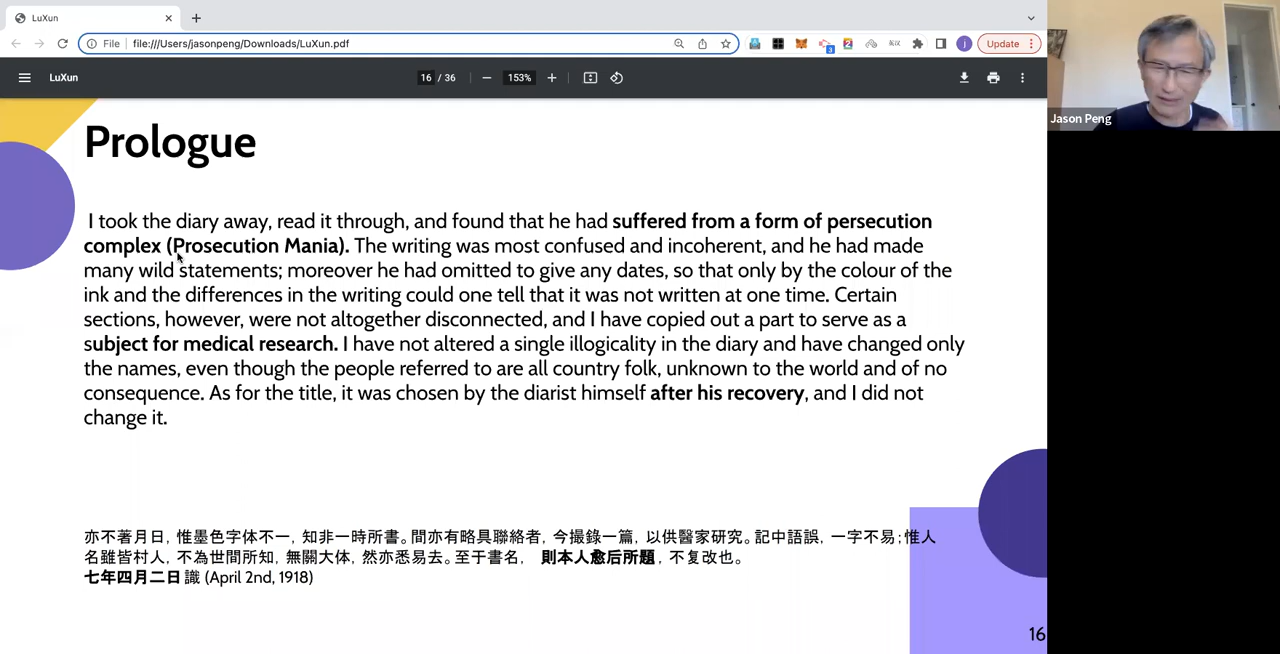 LuXun
File
file:///Users/jasonpeng/Downloads/LuXun.pdf
3
2
j
Update
LuXun
16 / 36
153%
Jason Peng
Prologue
I took the diary away, read it through, and found that he had suffered from a form of persecution
complex (Prosecution Mania). The writing was most confused and incoherent, and he had made
many wild statements; moreover he had omitted to give any dates, so that only by the colour of the
ink and the differences in the writing could one tell that it was not written at one time. Certain
sections, however, were not altogether disconnected, and I have copied out a part to serve as a
subject for medical research. I have not altered a single illogicality in the diary and have changed only
the names, even though the people referred to are all country folk, unknown to the world and of no
consequence. As for the title, it was chosen by the diarist himself after his recovery, and I did not
change it.
亦不著月日，惟墨色字体不一，知非一時所書。間亦有略具聯絡者，今撮錄一篇，以供醫家研究。記中語誤，一字不易；惟人
名雖皆村人，不為世間所知，無關大体，然亦悉易去。至于書名， 則本人愈后所題，不复改也。
七年四月二日識 (April 2nd, 1918)
16